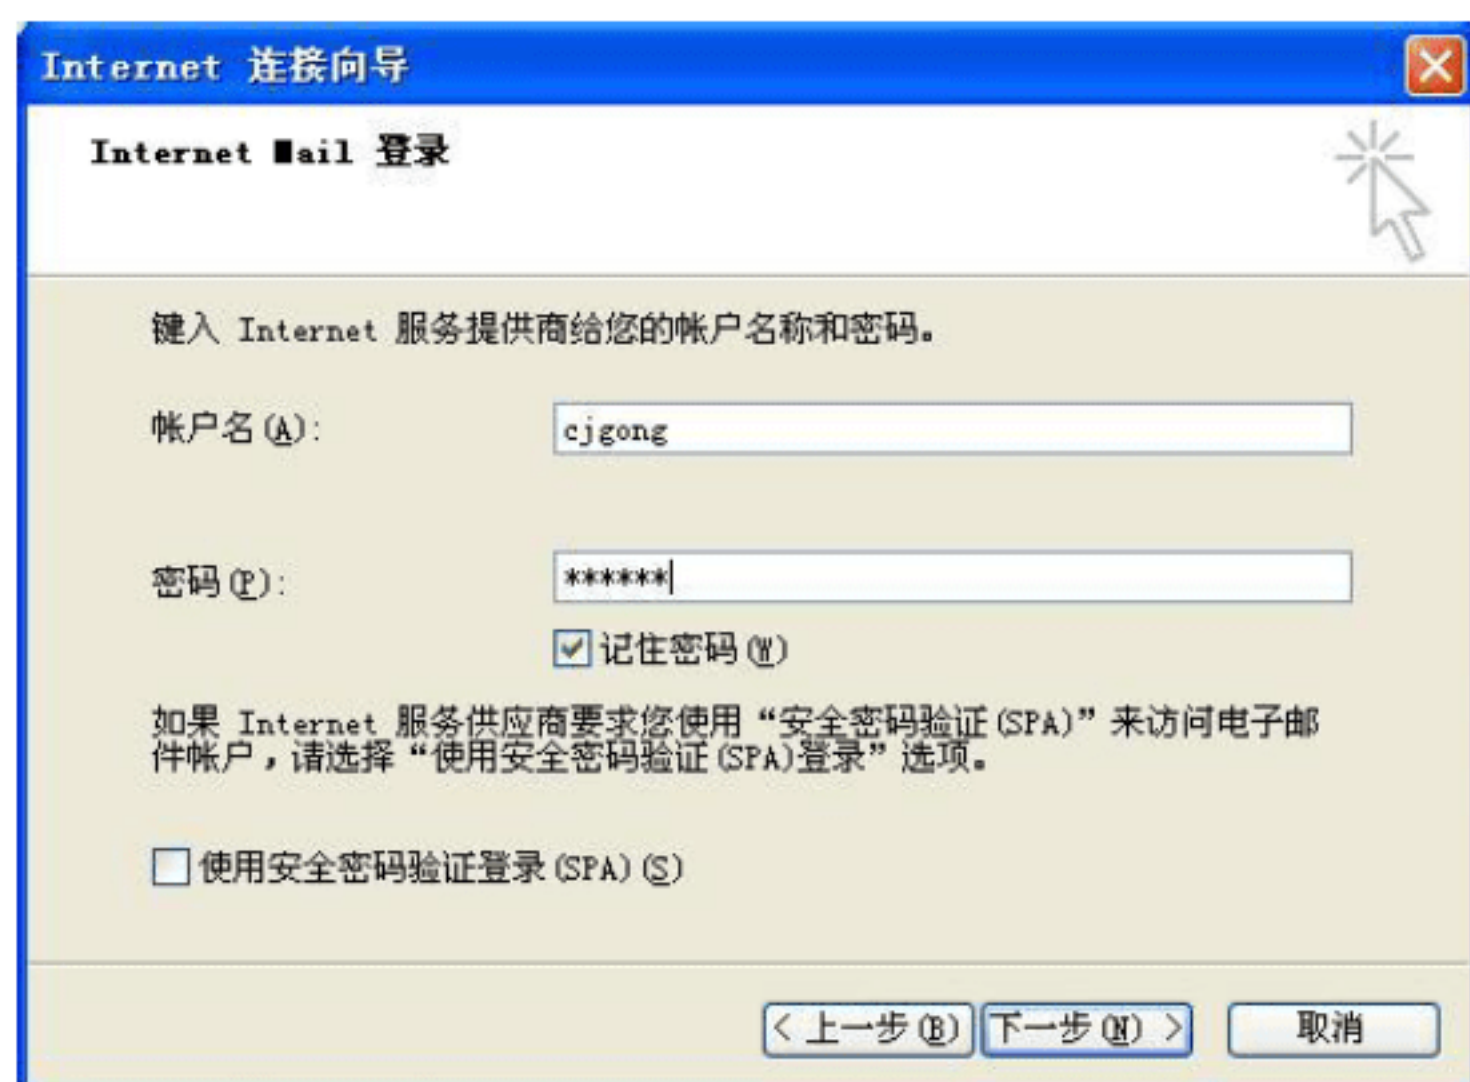 Internet 连接向导
Internet Mail 登录
键入 Internet 服务提供商给您的帐户名称和密码。
帐户名(A):
cjgong
密码(P):
******
记住密码(W)
如果 Internet 服务供应商要求您使用“安全密码验证(SPA)”来访问电子邮
件帐户，请选择“使用安全密码验证(SPA)登录”选项。
使用安全密码验证登录(SPA)(S)
< 上一步(B) 下一步(N) > 取消